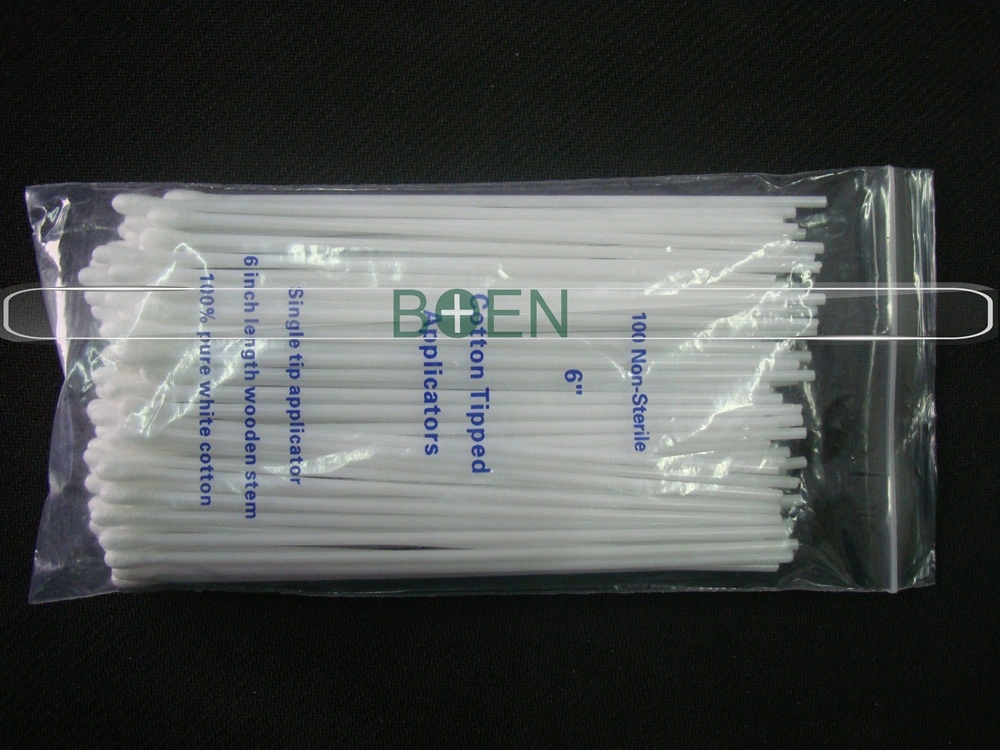 100 Non-Sterile
6"
Cotton Tipped
Applicators
Single tip applicator
6 inch length wooden stem
100% pure white cotton
BOEN